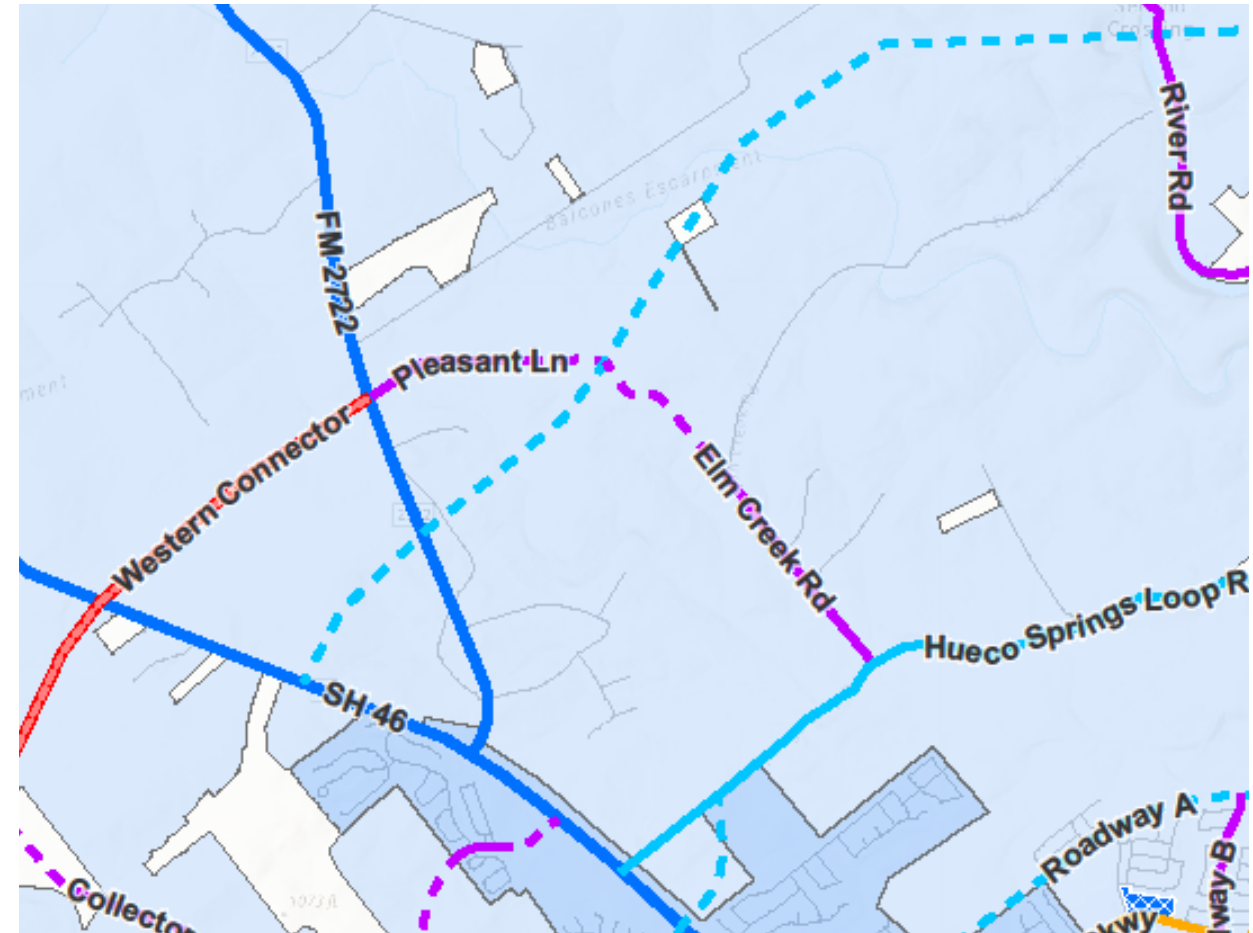 Crossing
River Rd
Balcones Escarpment
FM 2722
Pleasant Ln
Western Connector
Elm Creek Rd
Hueco Springs Loop R
SH 46
Roadway A
Collector